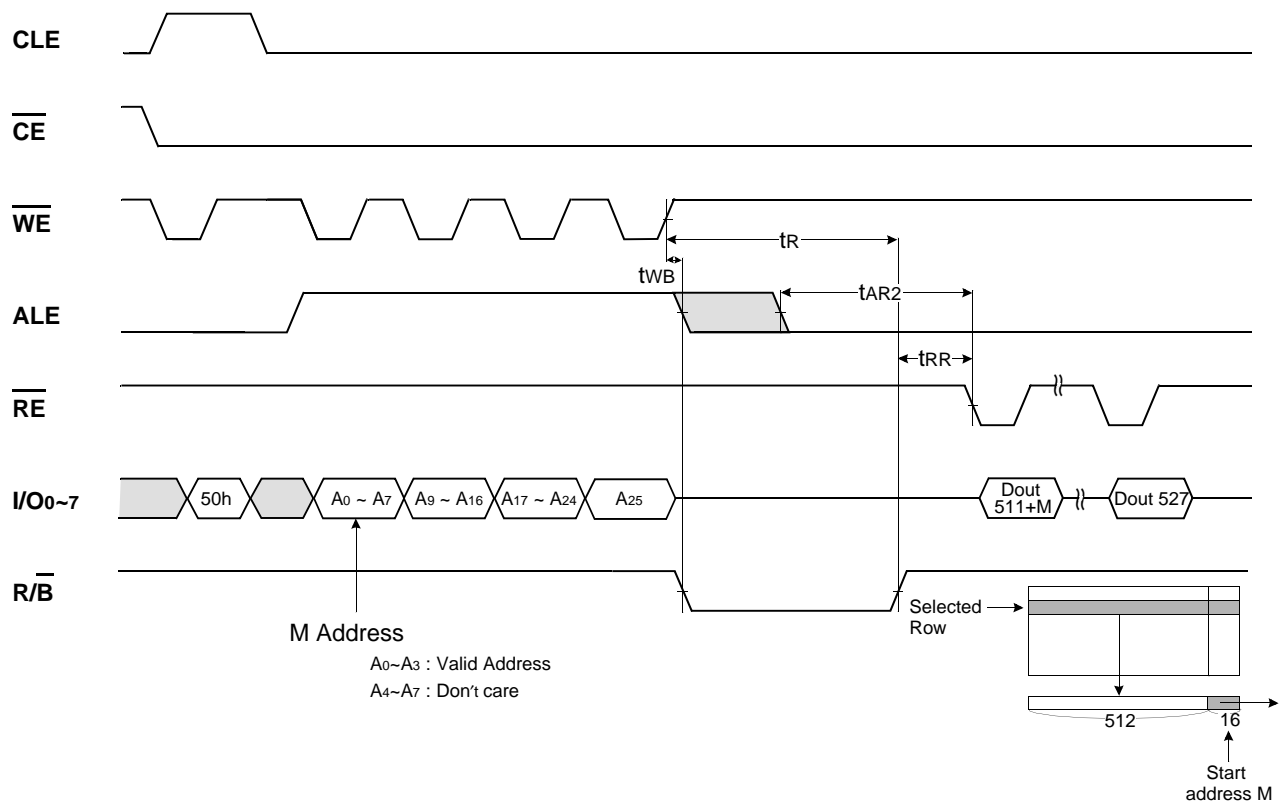 CLE
CE
WE
tR
tWB
ALE
tAR2
tRR
RE
I/O0~7
50h
A0 ~ A7
A9 ~ A16
A17 ~ A24
A25
Dout
511+M
Dout 527
R/B
Selected
Row
M Address
A0~A3 : Valid Address
A4~A7 : Don't care
512
16
Start
address M